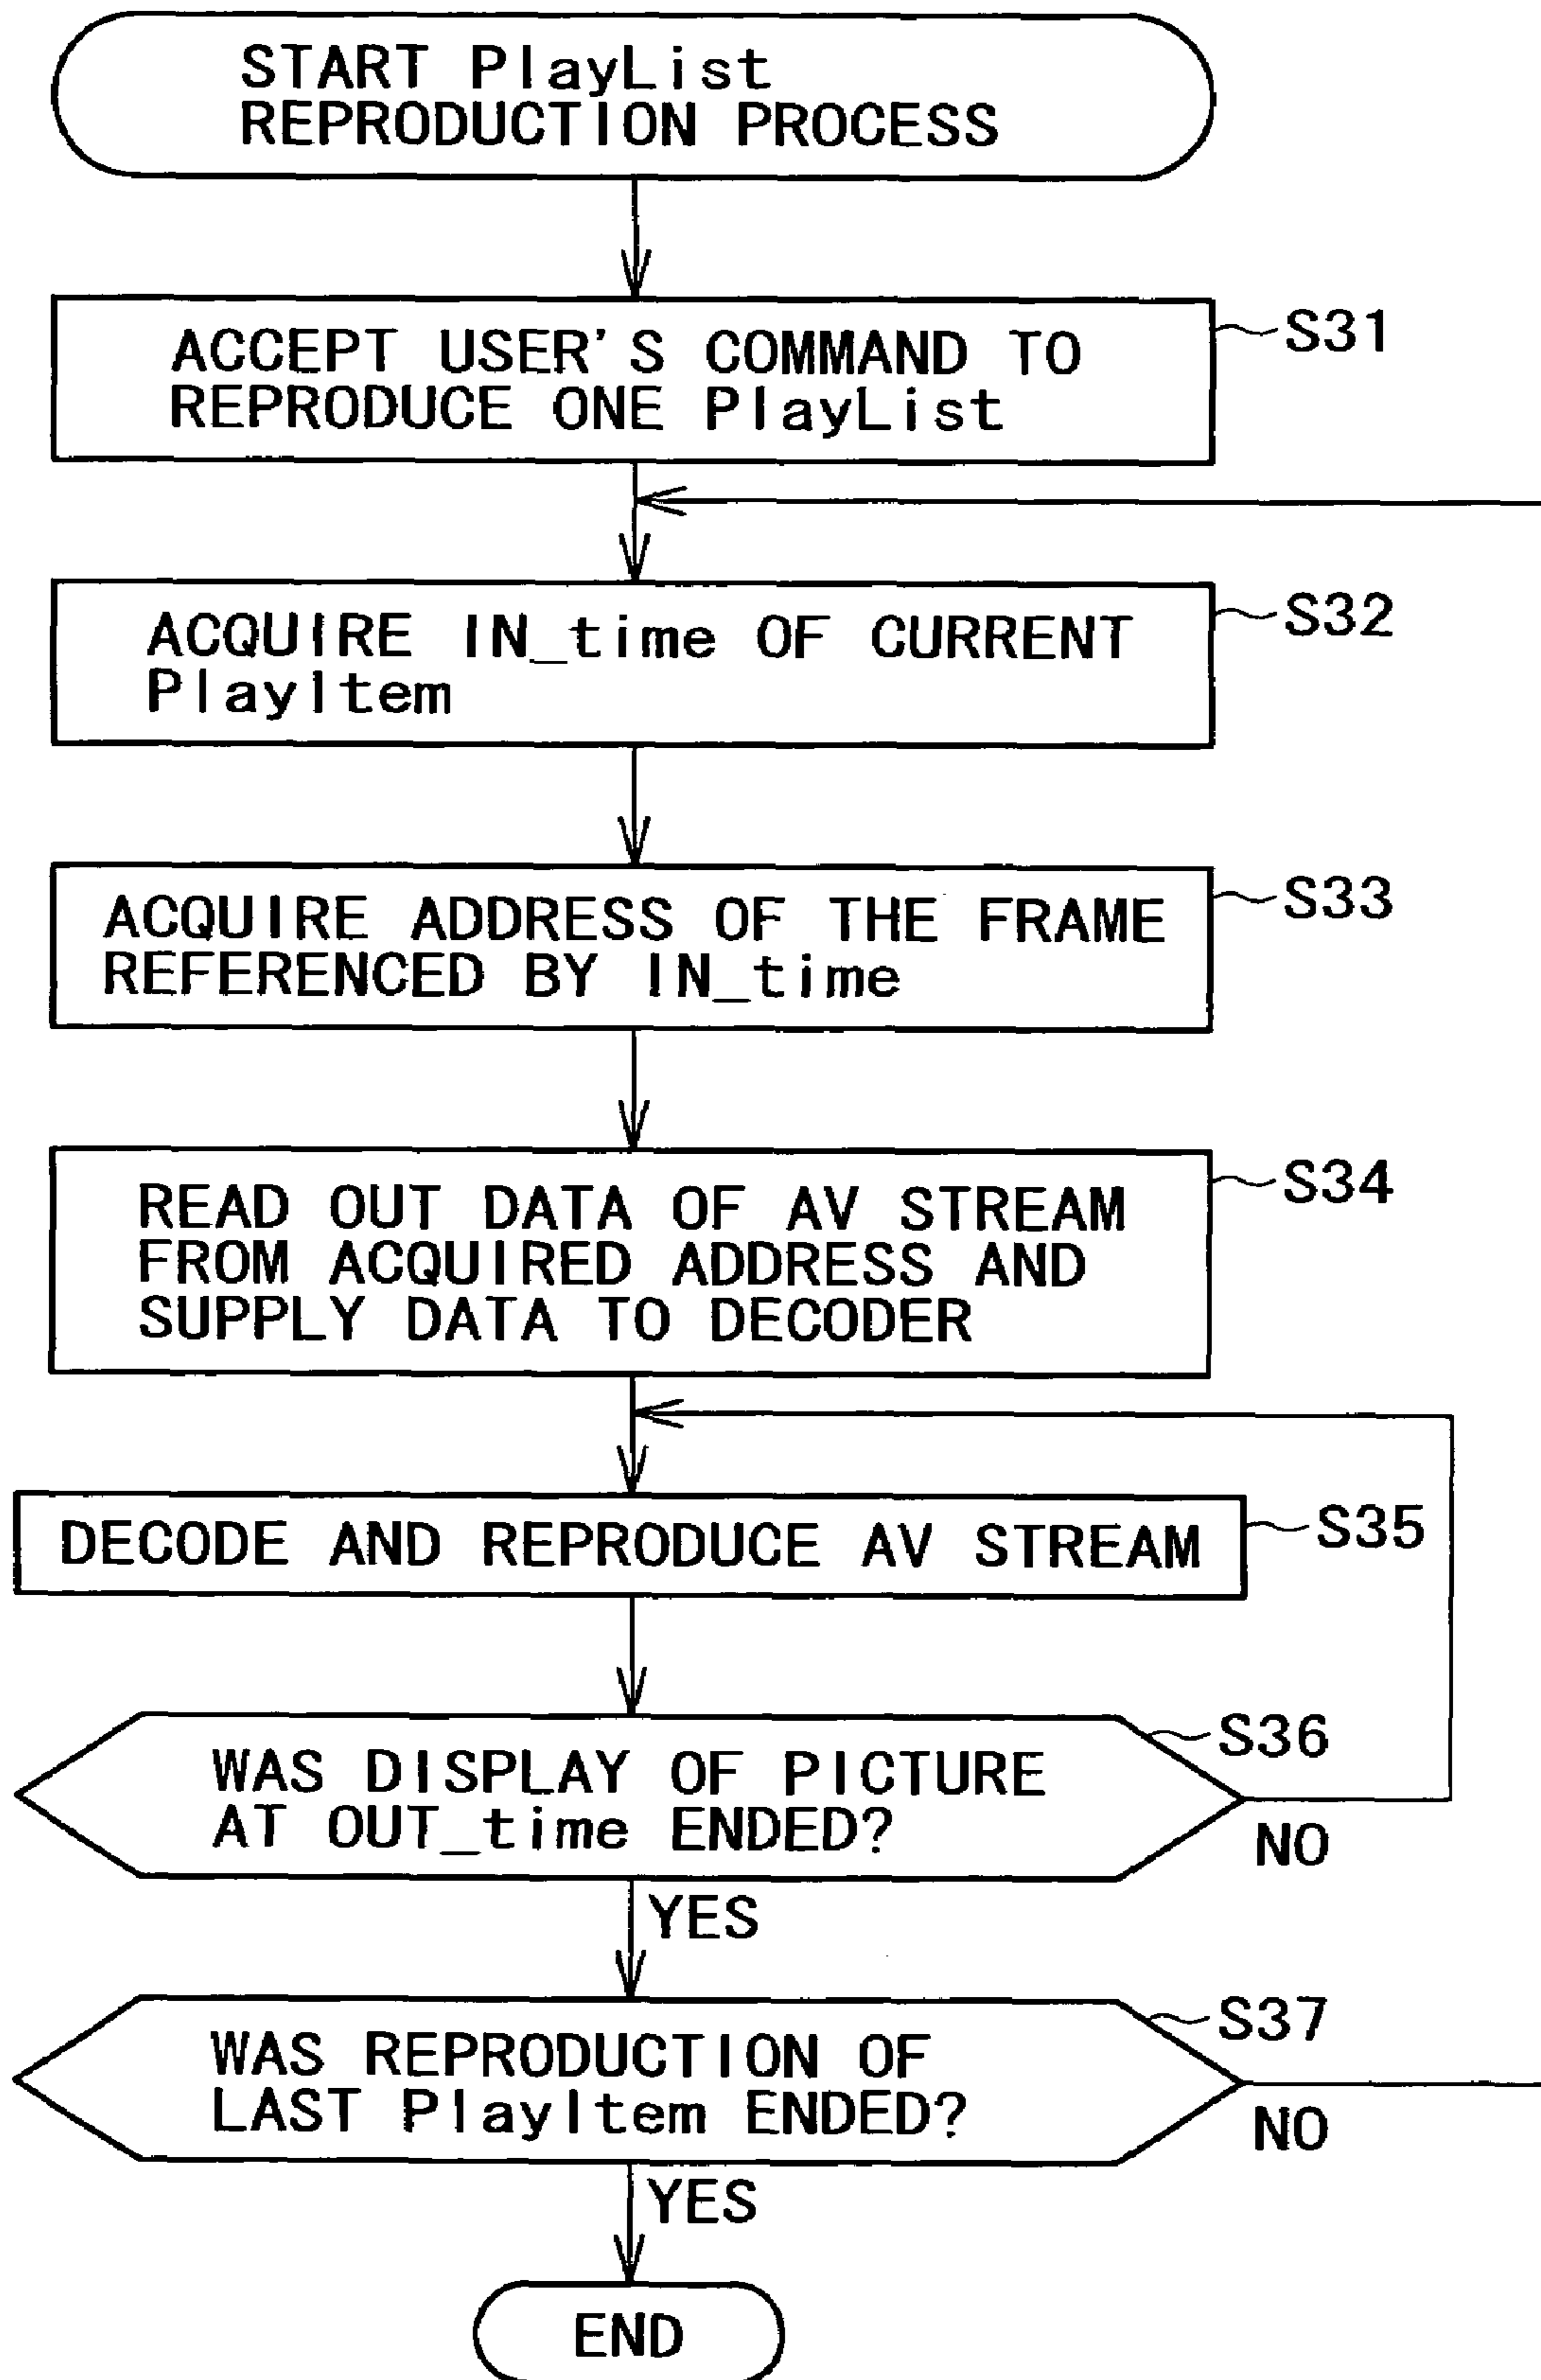 START PlayList
REPRODUCTION PROCESS
ACCEPT USER'S COMMAND TO
REPRODUCE ONE PlayList
S31
ACQUIRE IN_time OF CURRENT
PlayItem
S32
ACQUIRE ADDRESS OF THE FRAME
REFERENCED BY IN_time
S33
READ OUT DATA OF AV STREAM
FROM ACQUIRED ADDRESS AND
SUPPLY DATA TO DECODER
S34
DECODE AND REPRODUCE AV STREAM
S35
WAS DISPLAY OF PICTURE
AT OUT_time ENDED?
S36
NO
YES
WAS REPRODUCTION OF
LAST PlayItem ENDED?
S37
NO
YES
END